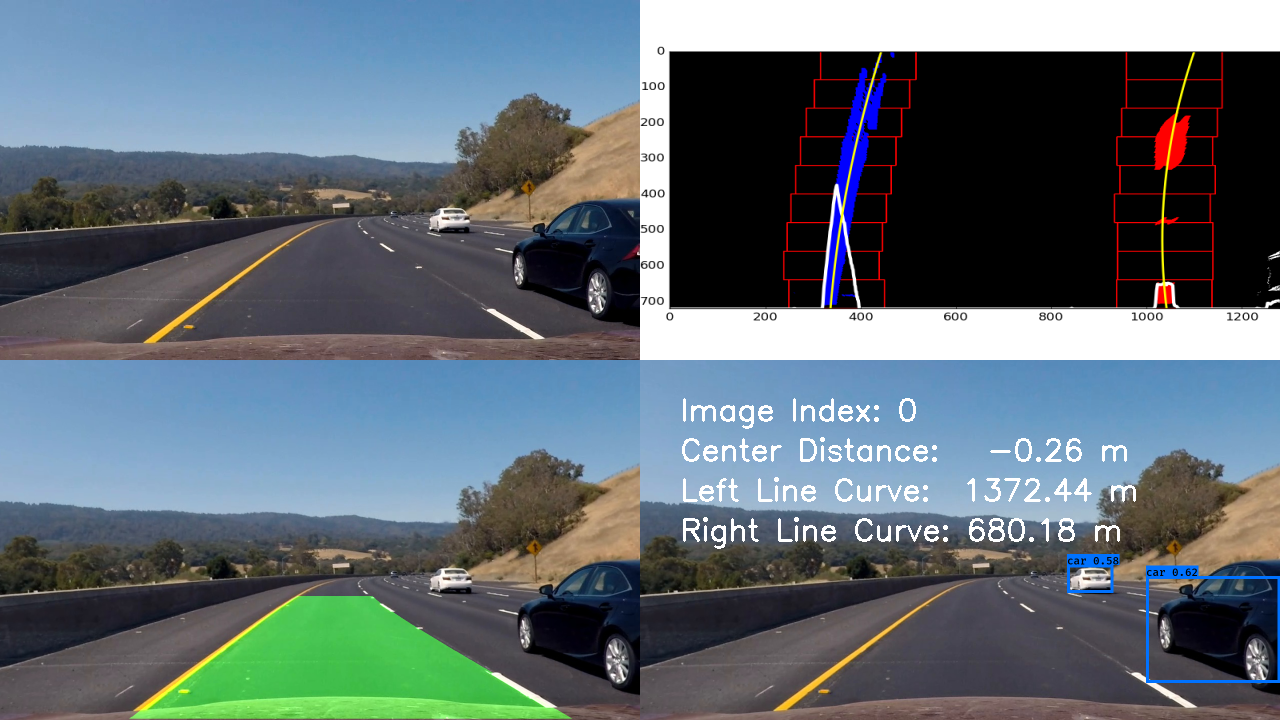 0
100
200
300
400
500
600
700
0 200 400 600 800 1000 1200
Image Index: 0
Center Distance: −0.26 m
Left Line Curve: 1372.44 m
Right Line Curve: 680.18 m
car 0.58
car 0.62